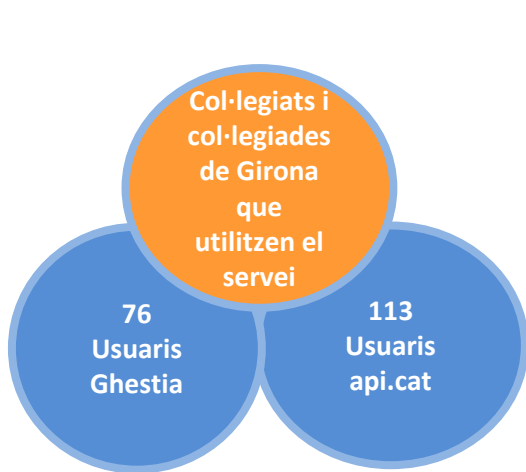 Col·legiats i
col·legiades
de Girona
que
utilitzen el
servei
76
Usuaris
Ghestia
113
Usuaris
api.cat